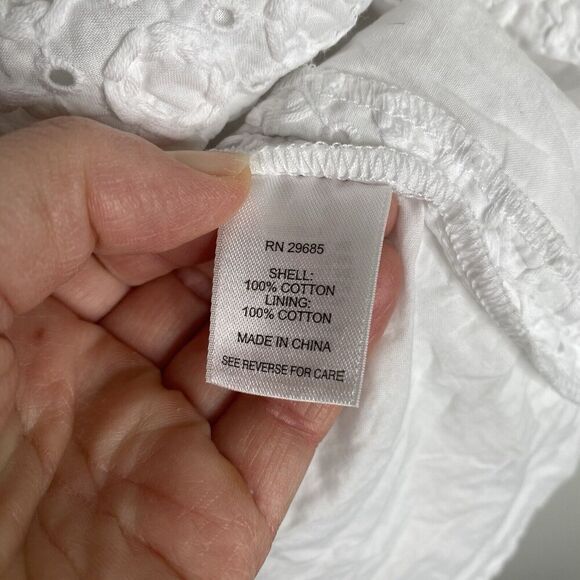 RN 29685
SHELL:
100% COTTON
LINING:
100% COTTON
MADE IN CHINA
SEE REVERSE FOR CARE